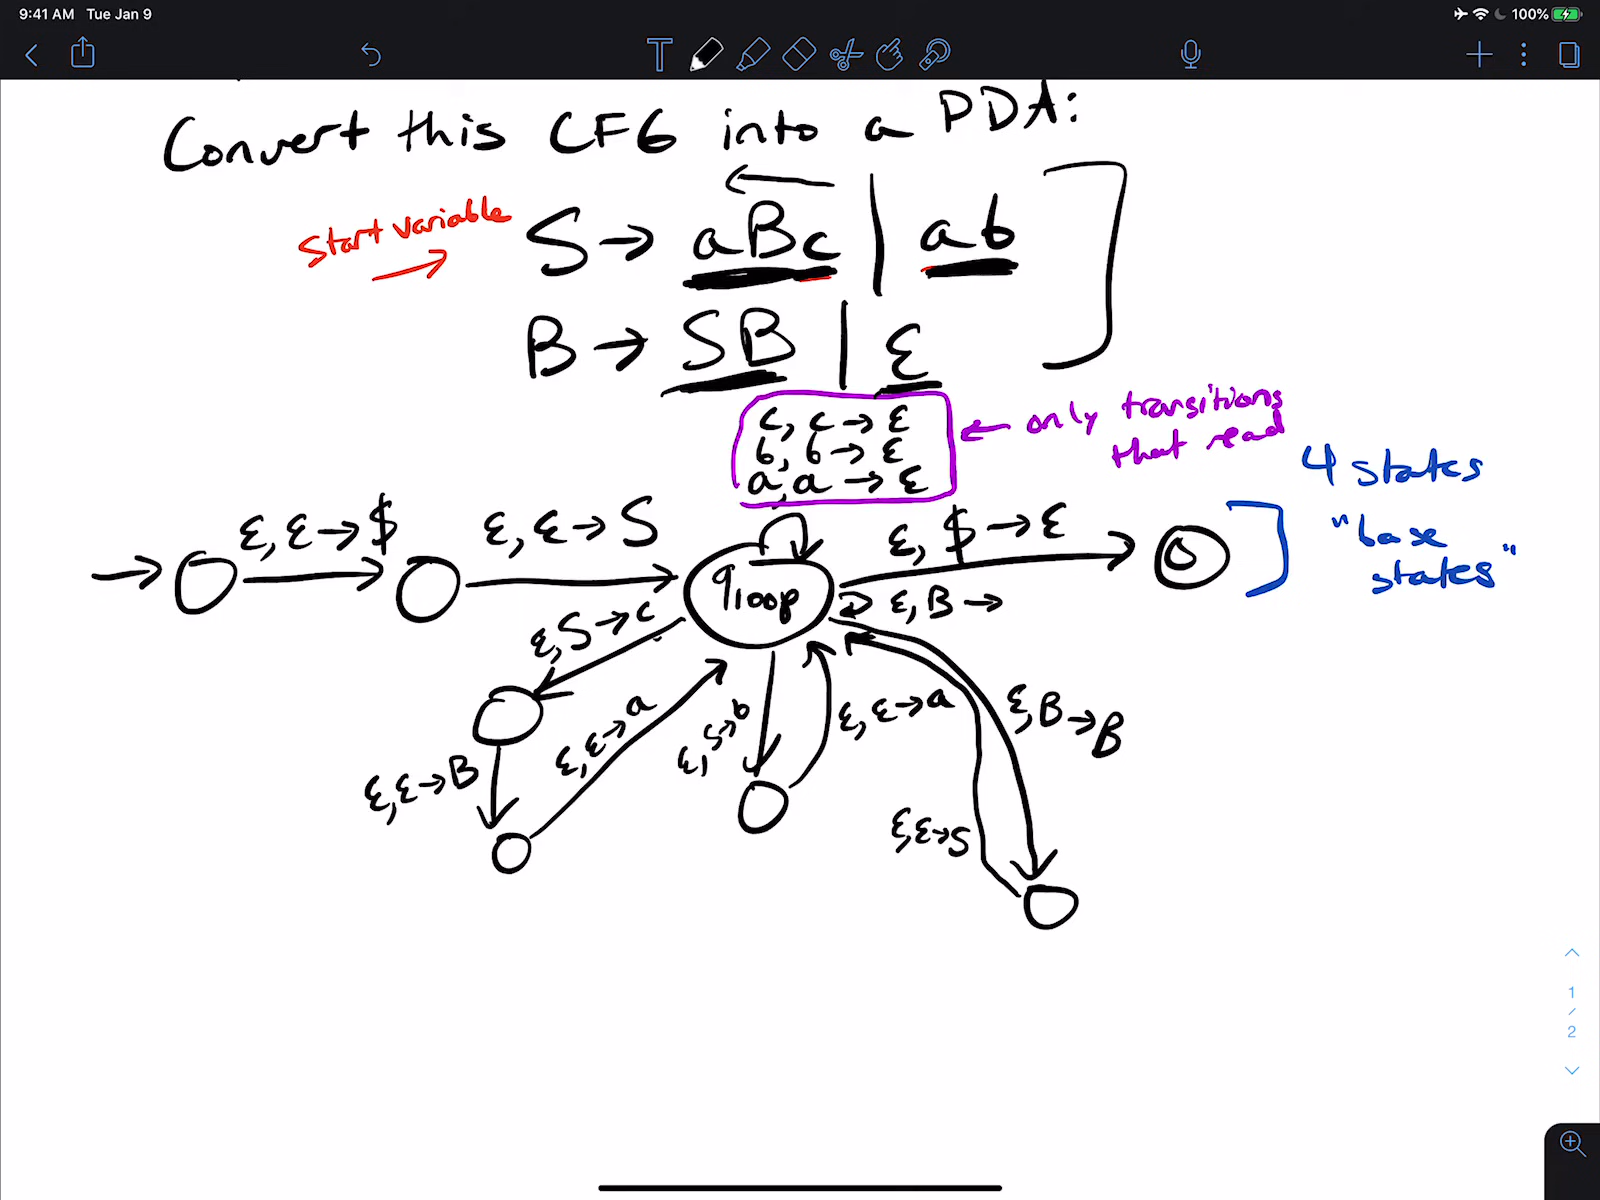 9:41 AM Tue Jan 9
100%
Convert this CFG into a PDA:
start variable
S → aBc | ab
B → SB | ε
c, c → ε
b, b → ε
a, a → ε
only transitions
that read
4 states
"base
states"
ε, ε → $
ε, ε → S
qloop
ε, $ → ε
ε, B →
ε, S → c
ε, ε → B
ε, ε → a
ε, S → b
ε, ε → a
ε, B → B
ε, ε → S
1
/
2